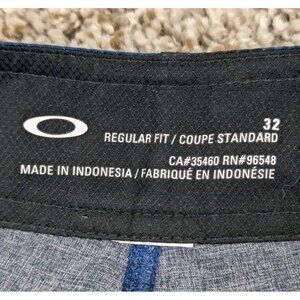 32
REGULAR FIT / COUPE STANDARD
CA#35460 RN#96548
MADE IN INDONESIA / FABRIQUÉ EN INDONÉSIE